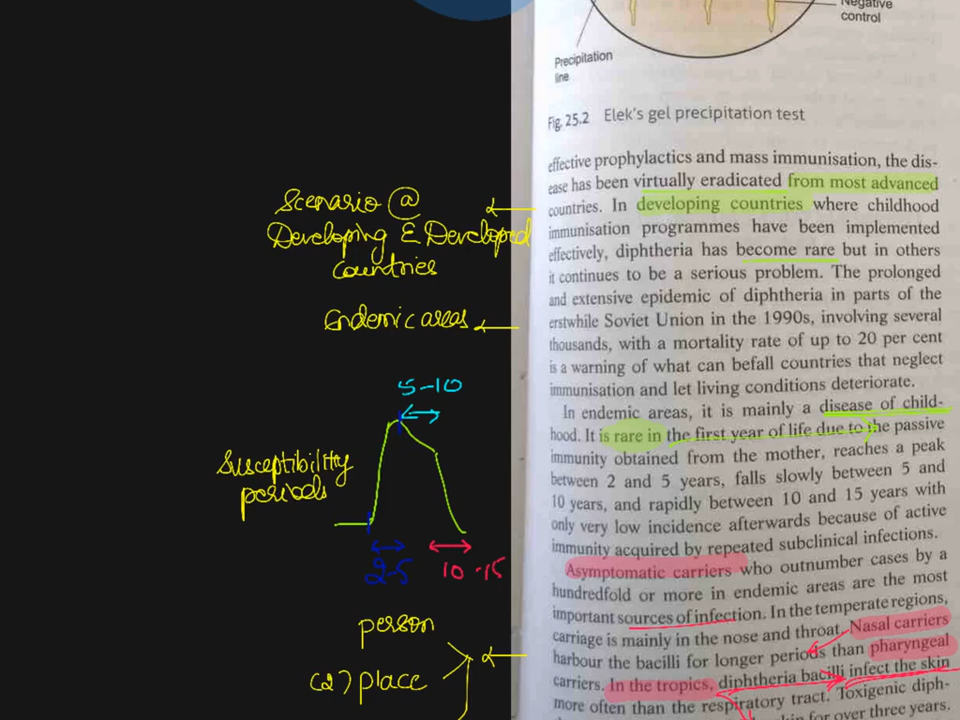 Scenario @
Developing & Developed
Countries
Endemic areas
5-10
Susceptibility
periods
2-5
10-15
person
(2) place
Negative
control
Precipitation
line
Fig. 25.2 Elek's gel precipitation test
effective prophylactics and mass immunisation, the dis-
ease has been virtually eradicated from most advanced
countries. In developing countries where childhood
immunisation programmes have been implemented
effectively, diphtheria has become rare but in others
it continues to be a serious problem. The prolonged
and extensive epidemic of diphtheria in parts of the
erstwhile Soviet Union in the 1990s, involving several
thousands, with a mortality rate of up to 20 per cent
is a warning of what can befall countries that neglect
immunisation and let living conditions deteriorate.
In endemic areas, it is mainly a disease of child-
hood. It is rare in the first year of life due to the passive
immunity obtained from the mother, reaches a peak
between 2 and 5 years, falls slowly between 5 and
10 years, and rapidly between 10 and 15 years with
only very low incidence afterwards because of active
immunity acquired by repeated subclinical infections.
Asymptomatic carriers who outnumber cases by a
hundredfold or more in endemic areas are the most
important sources of infection. In the temperate regions,
carriage is mainly in the nose and throat. Nasal carriers
harbour the bacilli for longer periods than pharyngeal
carriers. In the tropics, diphtheria bacilli infect the skin
more often than the respiratory tract. Toxigenic diph-
skin for over three years.